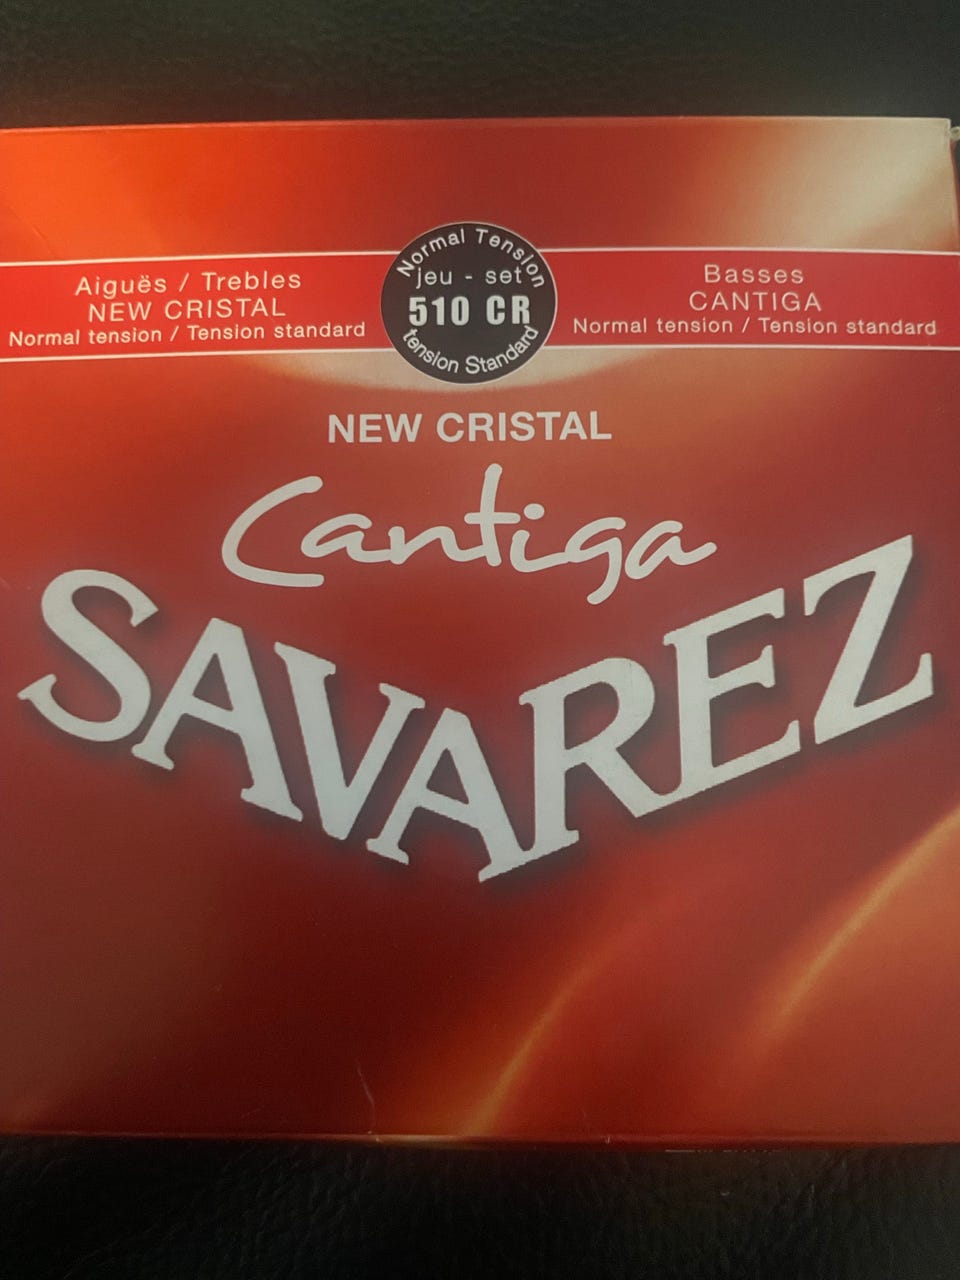 Normal Tension
jeu - set
510 CR
tension Standard
Aiguës / Trebles
NEW CRISTAL
Normal tension / Tension standard
Basses
CANTIGA
Normal tension / Tension standard
NEW CRISTAL
Cantiga
SAVAREZ